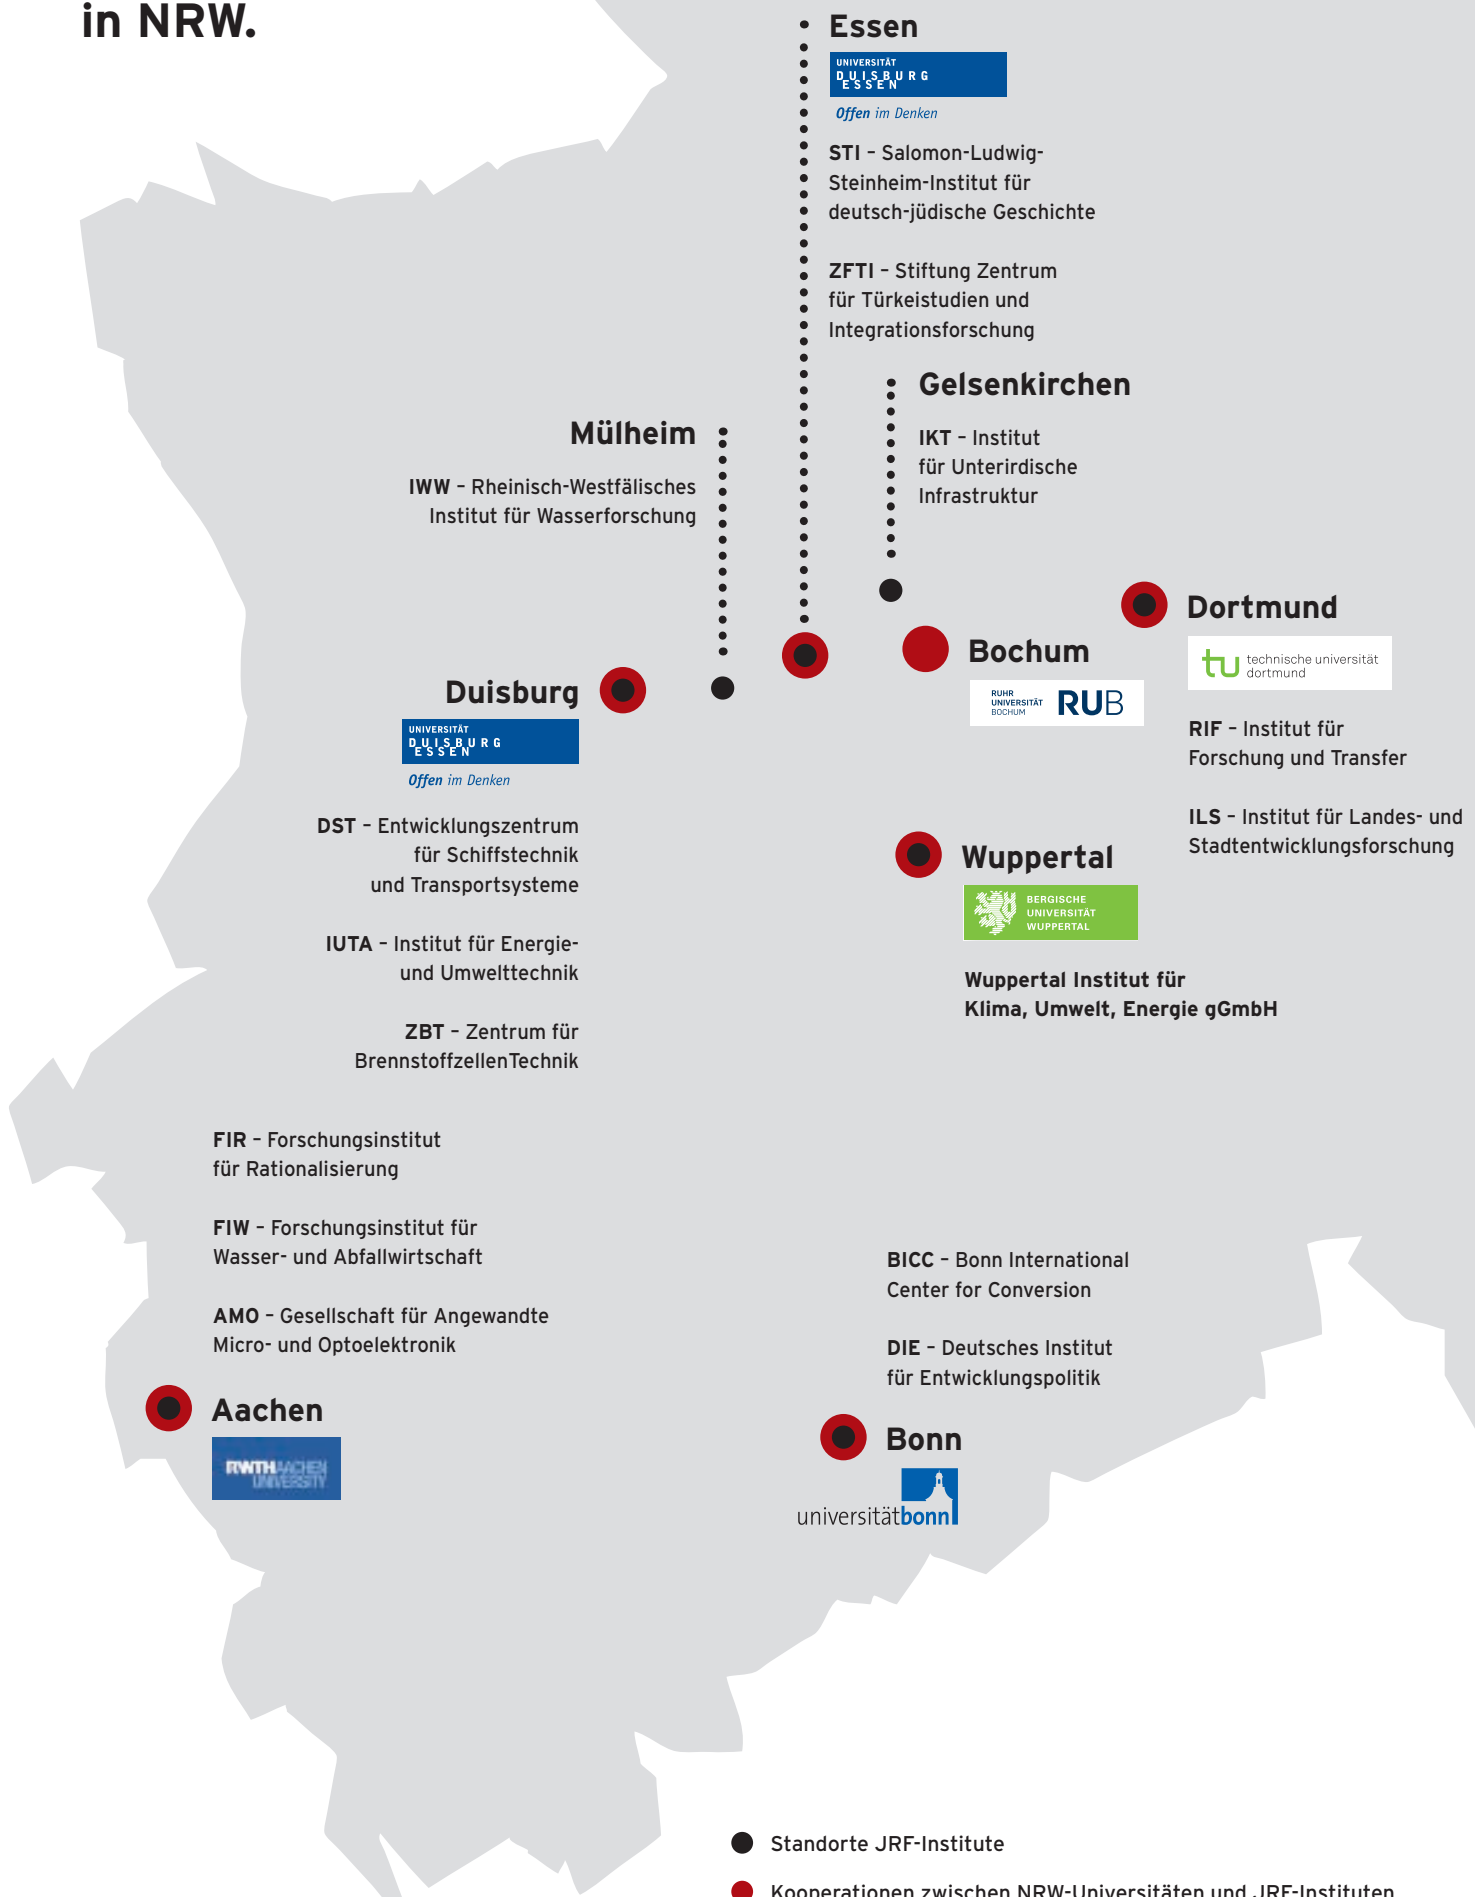 in NRW.
Essen
UNIVERSITÄT
DUISBURG
ESSEN
Offen im Denken
STI – Salomon-Ludwig-
Steinheim-Institut für
deutsch-jüdische Geschichte
ZFTI – Stiftung Zentrum
für Türkeistudien und
Integrationsforschung
Gelsenkirchen
IKT – Institut
für Unterirdische
Infrastruktur
Mülheim
IWW – Rheinisch-Westfälisches
Institut für Wasserforschung
Dortmund
technische universität
dortmund
RIF – Institut für
Forschung und Transfer
ILS – Institut für Landes- und
Stadtentwicklungsforschung
Bochum
RUHR
UNIVERSITÄT
BOCHUM
RUB
Duisburg
UNIVERSITÄT
DUISBURG
ESSEN
Offen im Denken
DST – Entwicklungszentrum
für Schiffstechnik
und Transportsysteme
IUTA – Institut für Energie-
und Umwelttechnik
ZBT – Zentrum für
BrennstoffzellenTechnik
Wuppertal
BERGISCHE
UNIVERSITÄT
WUPPERTAL
Wuppertal Institut für
Klima, Umwelt, Energie gGmbH
FIR – Forschungsinstitut
für Rationalisierung
FIW – Forschungsinstitut für
Wasser- und Abfallwirtschaft
AMO – Gesellschaft für Angewandte
Micro- und Optoelektronik
Aachen
RWTHAACHEN
UNIVERSITY
BICC – Bonn International
Center for Conversion
DIE – Deutsches Institut
für Entwicklungspolitik
Bonn
universitätbonn
Standorte JRF-Institute
Kooperationen zwischen NRW-Universitäten und JRF-Instituten